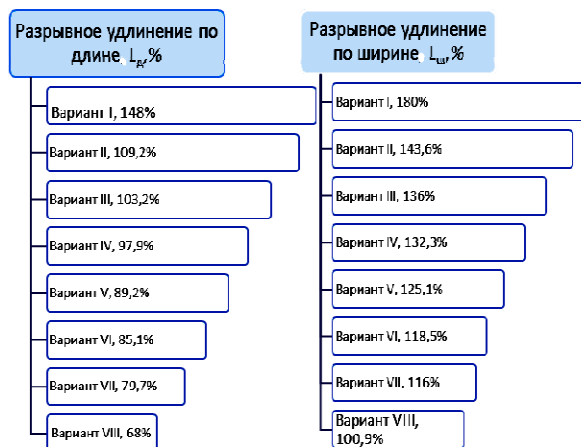 Разрывное удлинение по
длине, Lд,%
Вариант I, 148%
Вариант II, 109,2%
Вариант III, 103,2%
Вариант IV, 97,9%
Вариант V, 89,2%
Вариант VI, 85,1%
Вариант VII, 79,7%
Вариант VIII, 68%
Разрывное удлинение
по ширине, Lш,%
Вариант I, 180%
Вариант II, 143,6%
Вариант III, 136%
Вариант IV, 132,3%
Вариант V, 125,1%
Вариант VI, 118,5%
Вариант VII, 116%
Вариант VIII,
100,9%